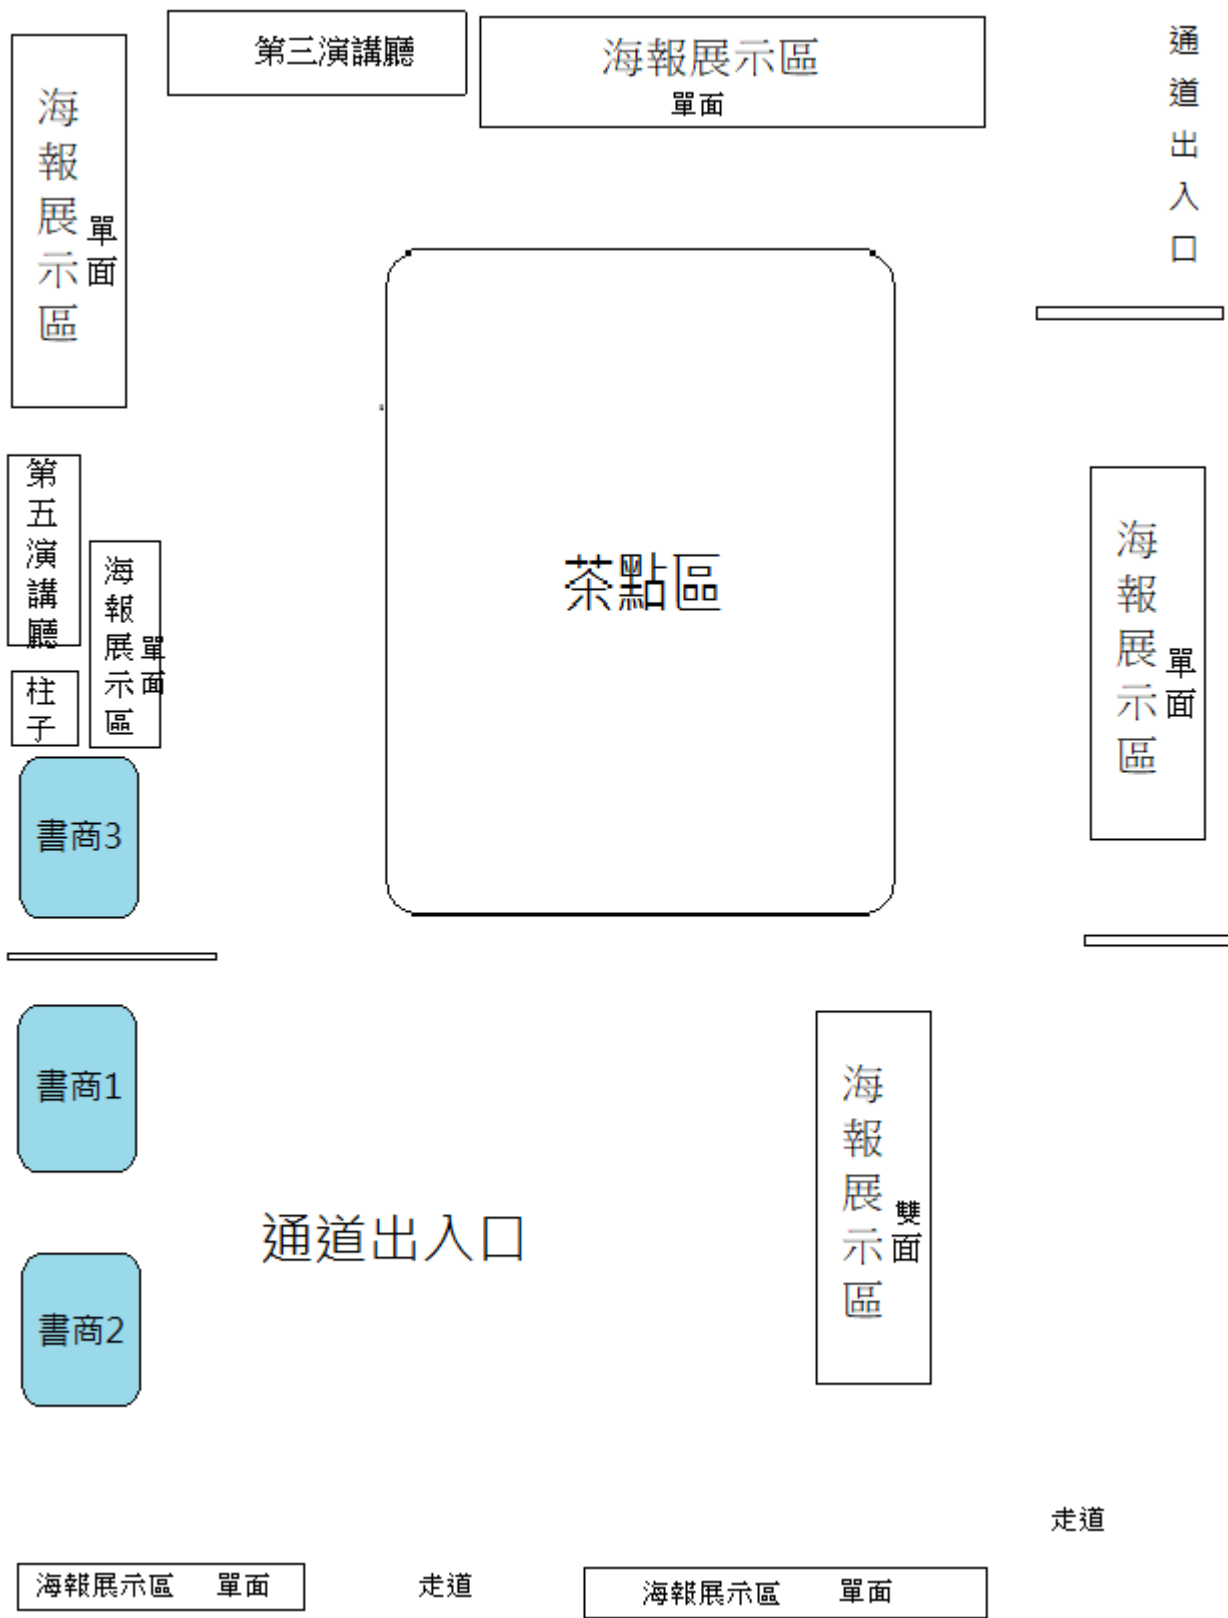 第三演講廳
海報展示區
單面
通道出入口
海報展示區
單面
第五演講廳
海報展示區
單面
柱子
茶點區
海報展示區
單面
書商3
書商1
海報展示區
雙面
通道出入口
書商2
走道
海報展示區 單面
走道
海報展示區 單面